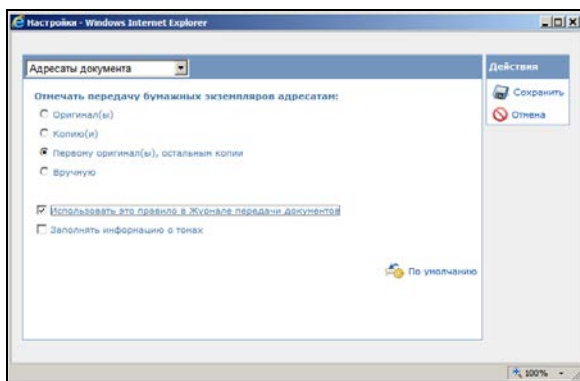 Настройки - Windows Internet Explorer
Адресаты документа
Действия
Сохранить
Отмена
Отмечать передачу бумажных экземпляров адресатам:
Оригинал(ы)
Копию(и)
Первому оригинал(ы), остальным копии
Вручную
Использовать это правило в Журнале передачи документов
Заполнять информацию о томах
По умолчанию
100%